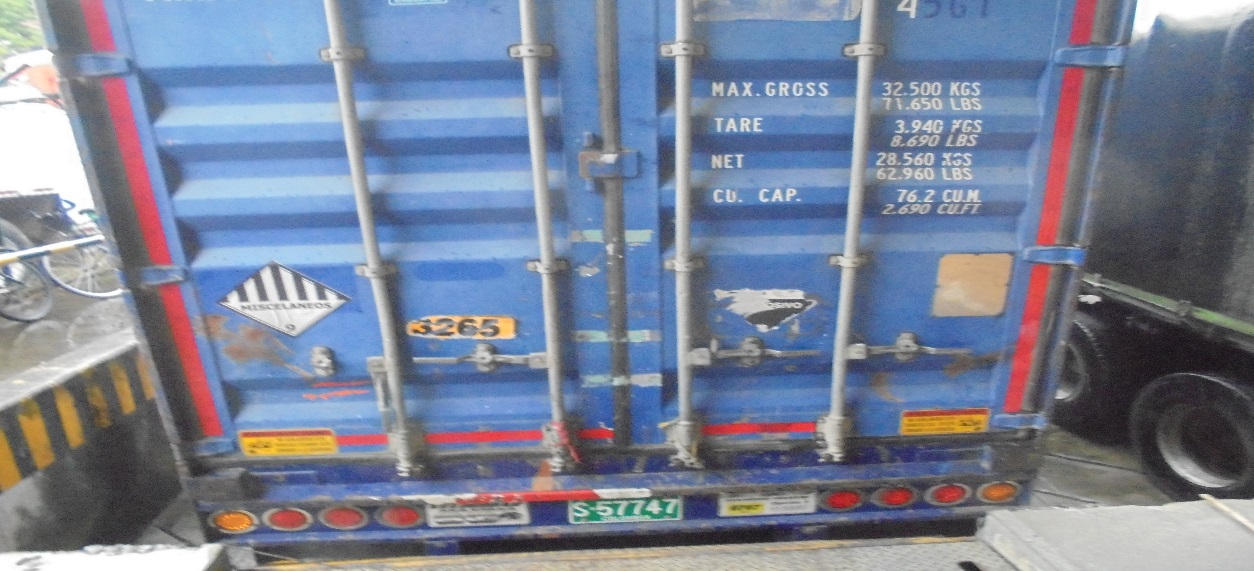 4561
MAX.GROSS 32.500 KGS
71.650 LBS
TARE 3.940 KGS
8.690 LBS
NET 28.560 KGS
62.960 LBS
CU. CAP. 76.2 CU.M.
2.690 CU.FT.
MISCELANEOS
9
3265
S-57747